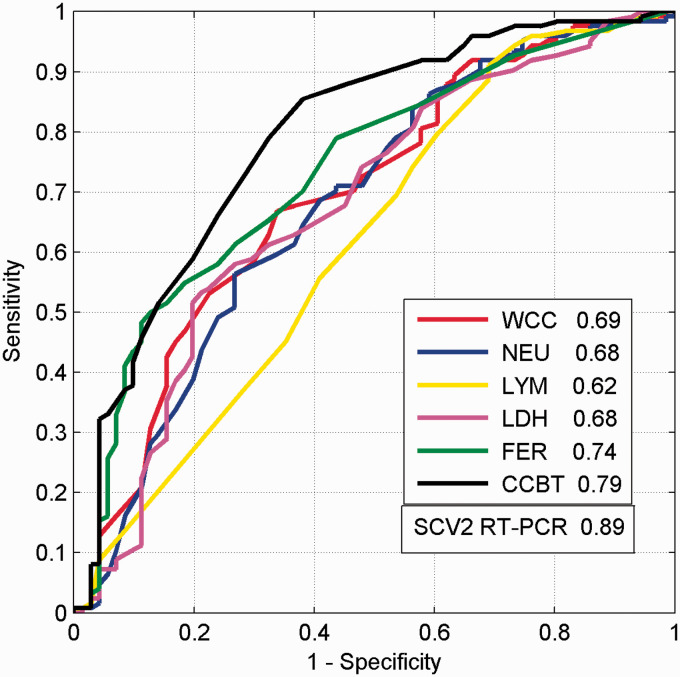 1
0.9
0.8
0.7
0.6
0.5
0.4
0.3
0.2
0.1
0
Sensitivity
WCC 0.69
NEU 0.68
LYM 0.62
LDH 0.68
FER 0.74
CCBT 0.79
SCV2 RT-PCR 0.89
0 0.2 0.4 0.6 0.8 1
1 - Specificity